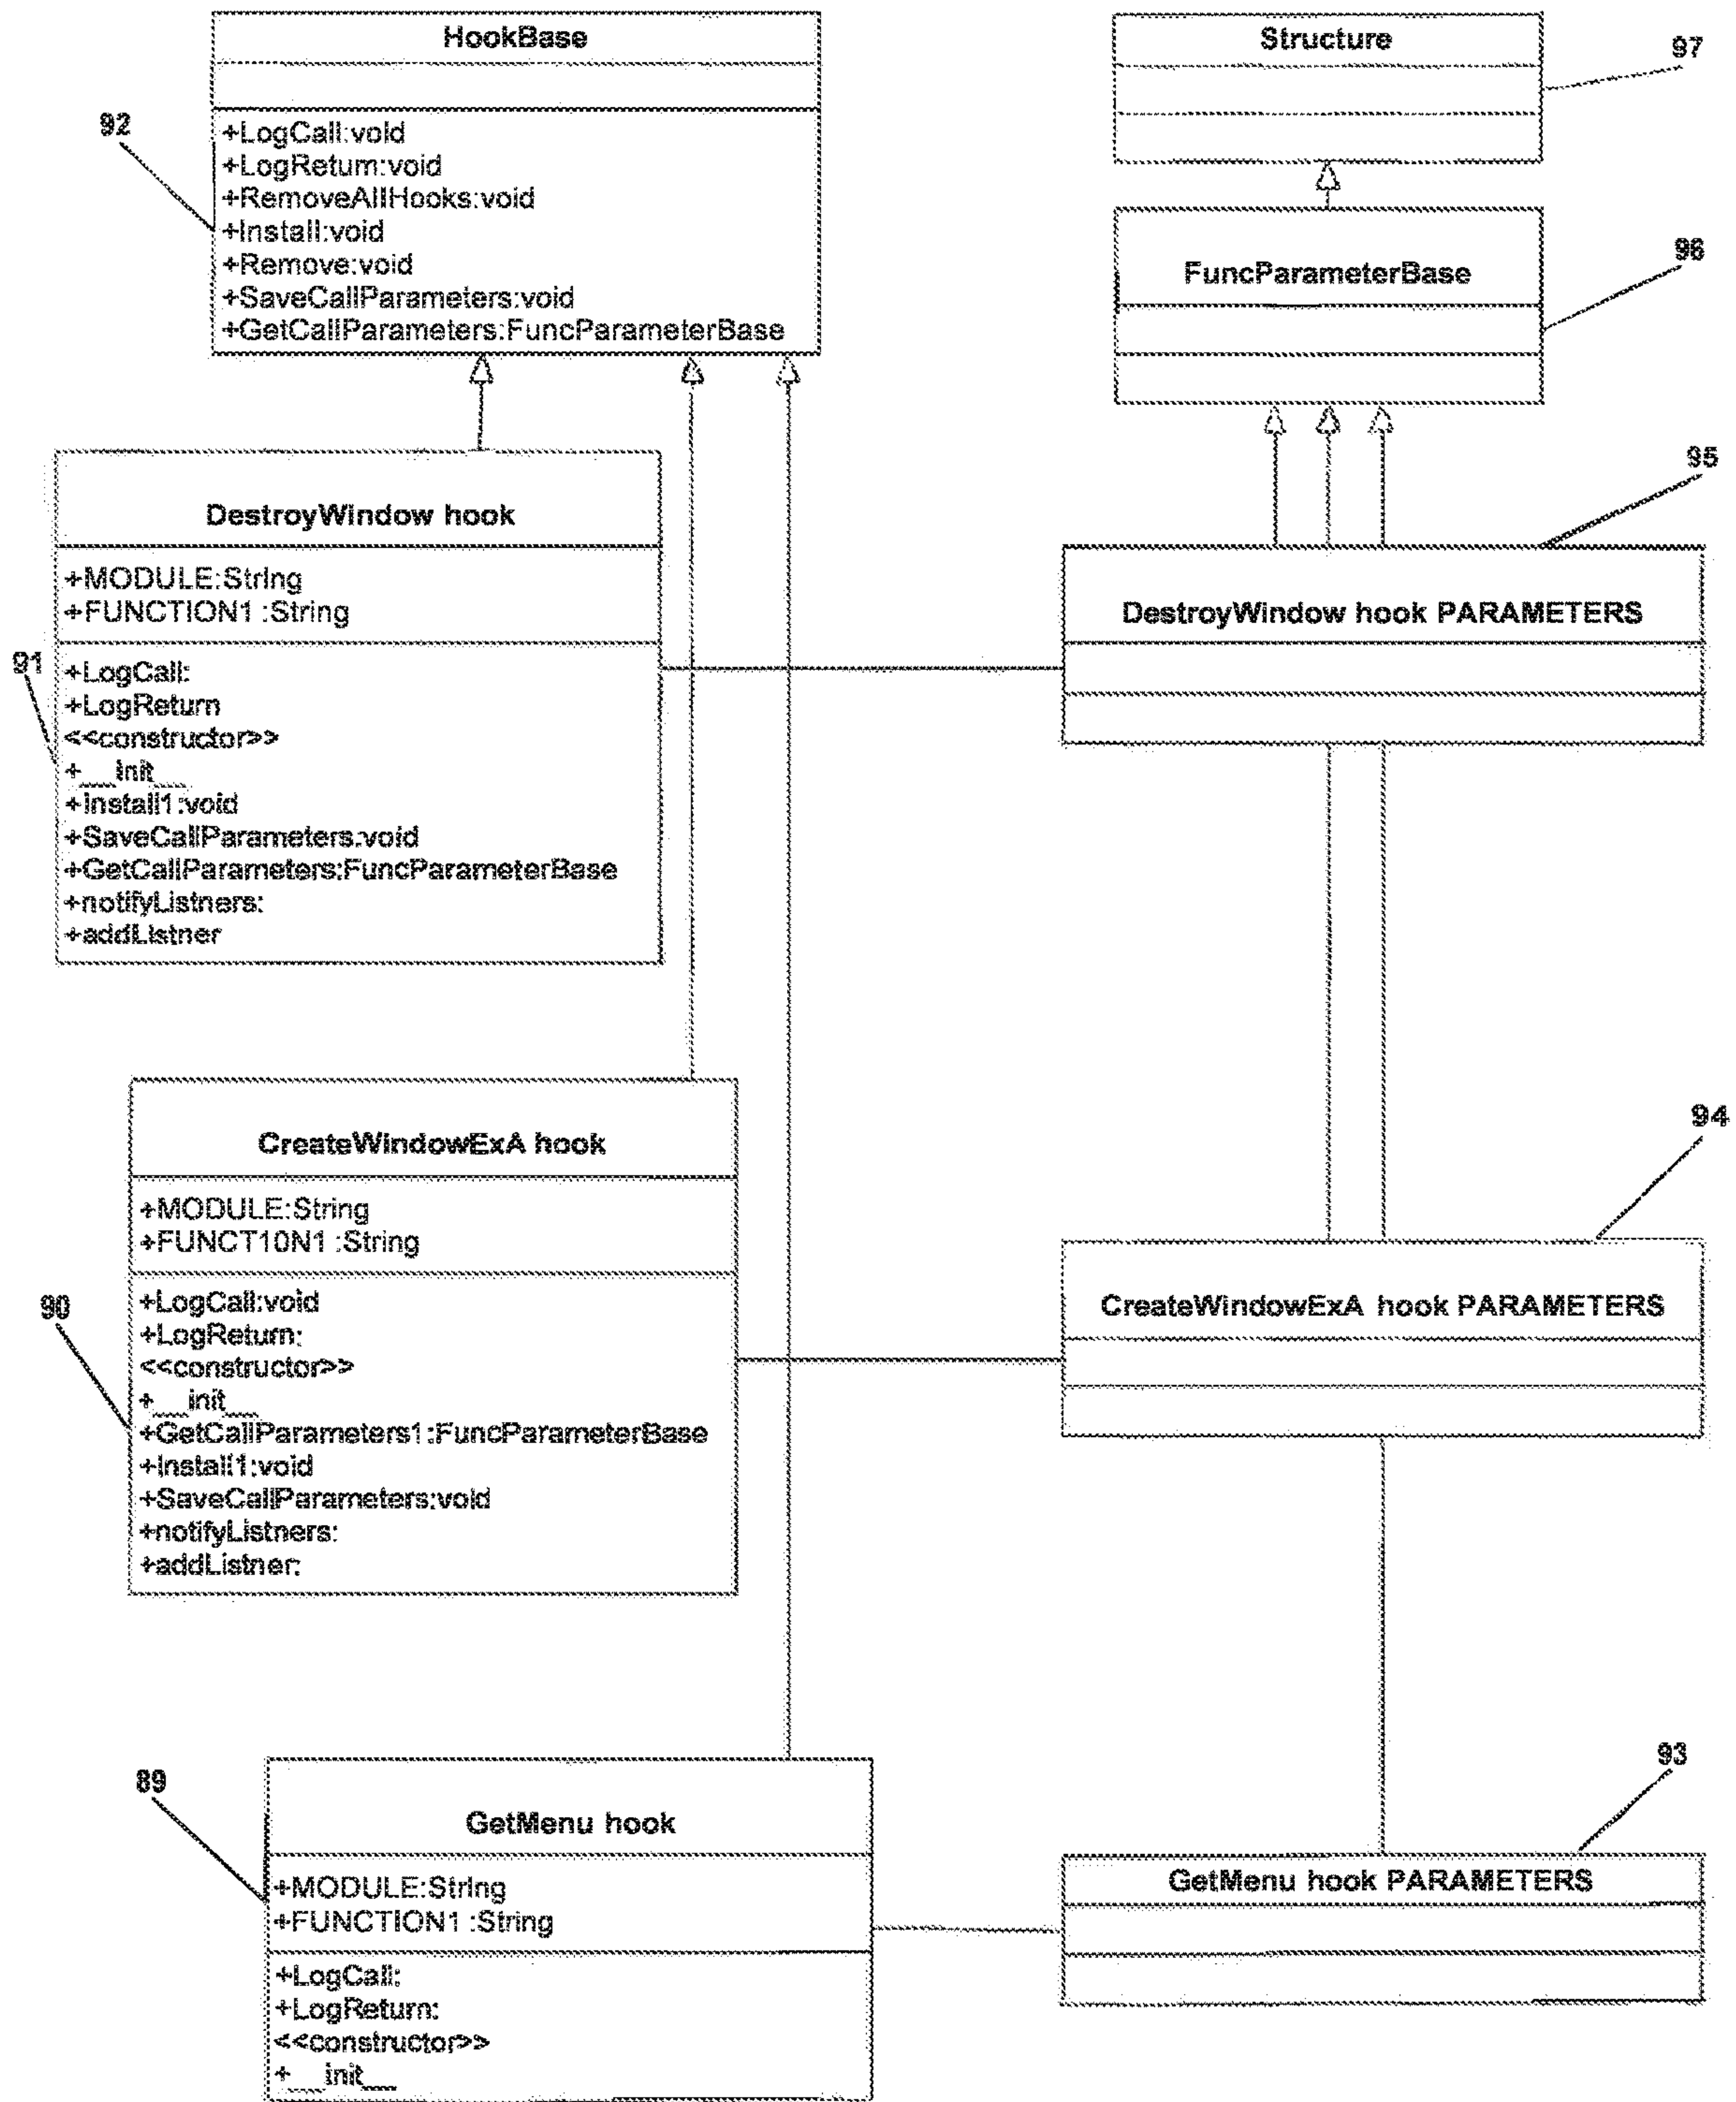 HookBase
92
+LogCall:void
+LogRetum:void
+RemoveAllHooks:void
+Install:void
+Remove:void
+SaveCallParameters:void
+GetCallParameters:FuncParameterBase
Structure
97
FuncParameterBase
96
DestroyWindow hook
+MODULE:String
+FUNCTION1 :String
91
+LogCall:
+LogReturn
<<constructor>>
+__init__
+Install1:void
+SaveCallParameters:void
+GetCallParameters:FuncParameterBase
+notifyListners:
+addListner
95
DestroyWindow hook PARAMETERS
CreateWindowExA hook
+MODULE:String
+FUNCT10N1 :String
90
+LogCall:void
+LogReturn:
<<constructor>>
+__init__
+GetCallParameters1:FuncParameterBase
+Install1:void
+SaveCallParameters:void
+notifyListners:
+addListner:
94
CreateWindowExA hook PARAMETERS
89
GetMenu hook
+MODULE:String
+FUNCTION1 :String
+LogCall:
+LogReturn:
<<constructor>>
+__init__
93
GetMenu hook PARAMETERS